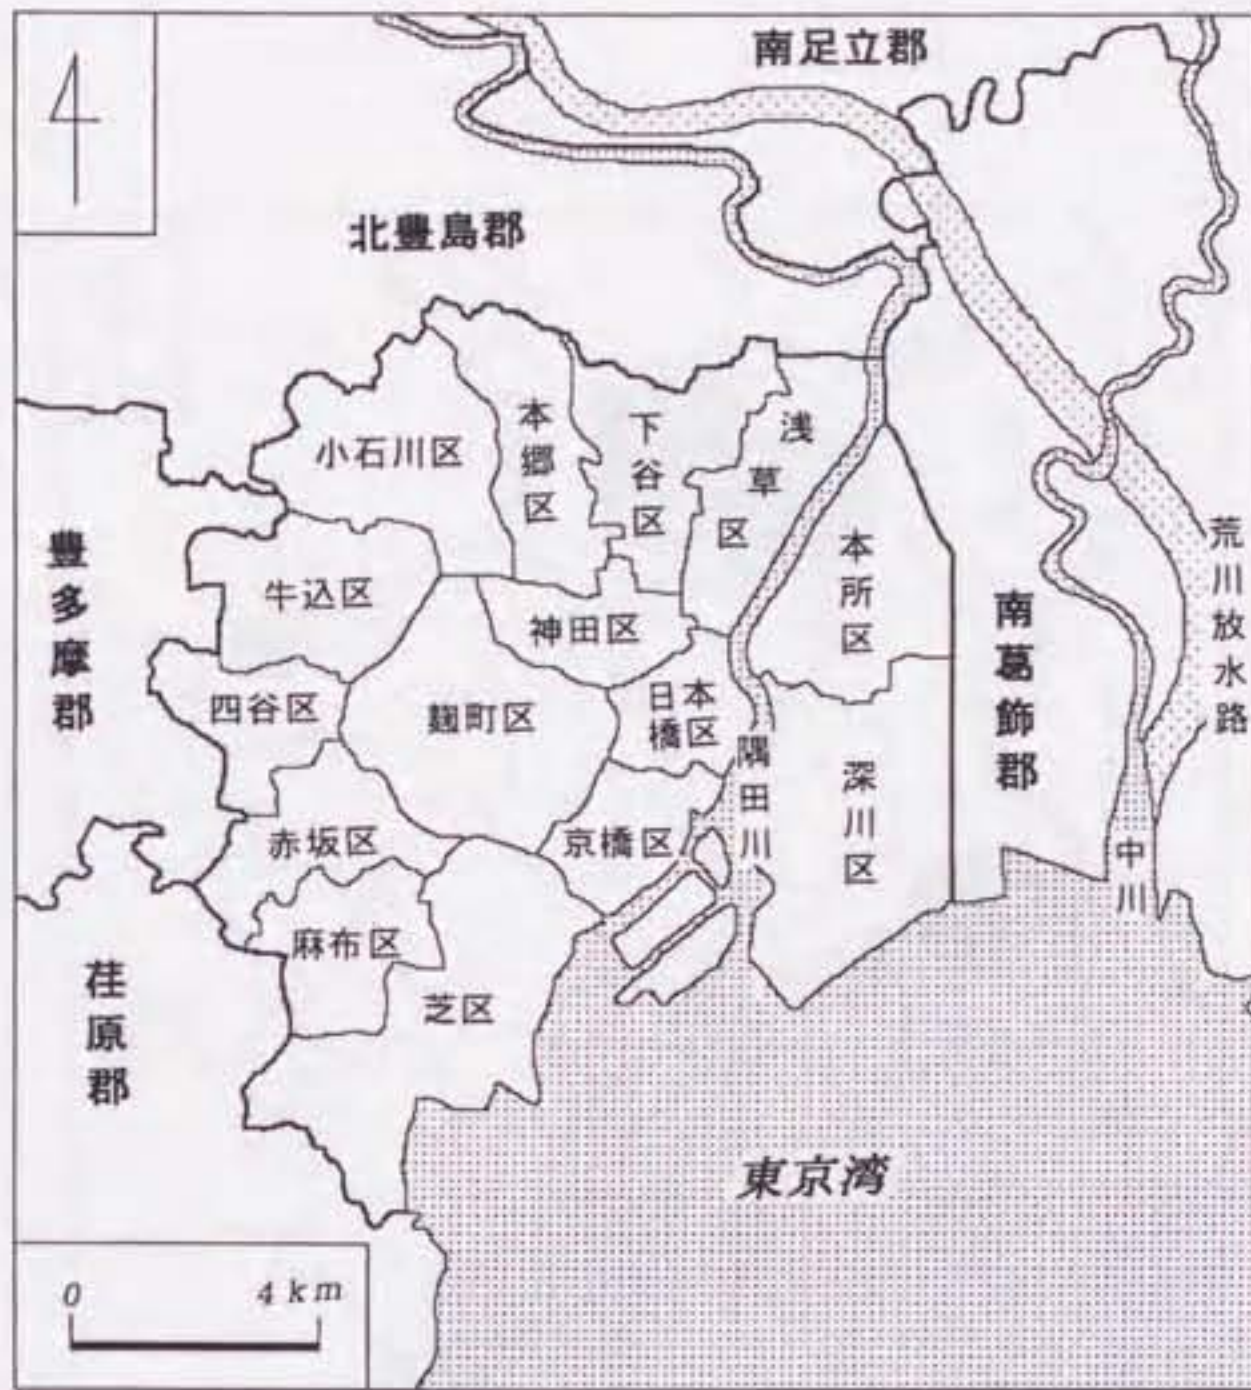 南足立郡
北豊島郡
小石川区
本郷区
下谷区
浅草区
本所区
荒川放水路
豊多摩郡
牛込区
神田区
南葛飾郡
四谷区
麹町区
日本橋区
隅田川
深川区
赤坂区
京橋区
中川
麻布区
芝区
荏原郡
東京湾
0 4 km